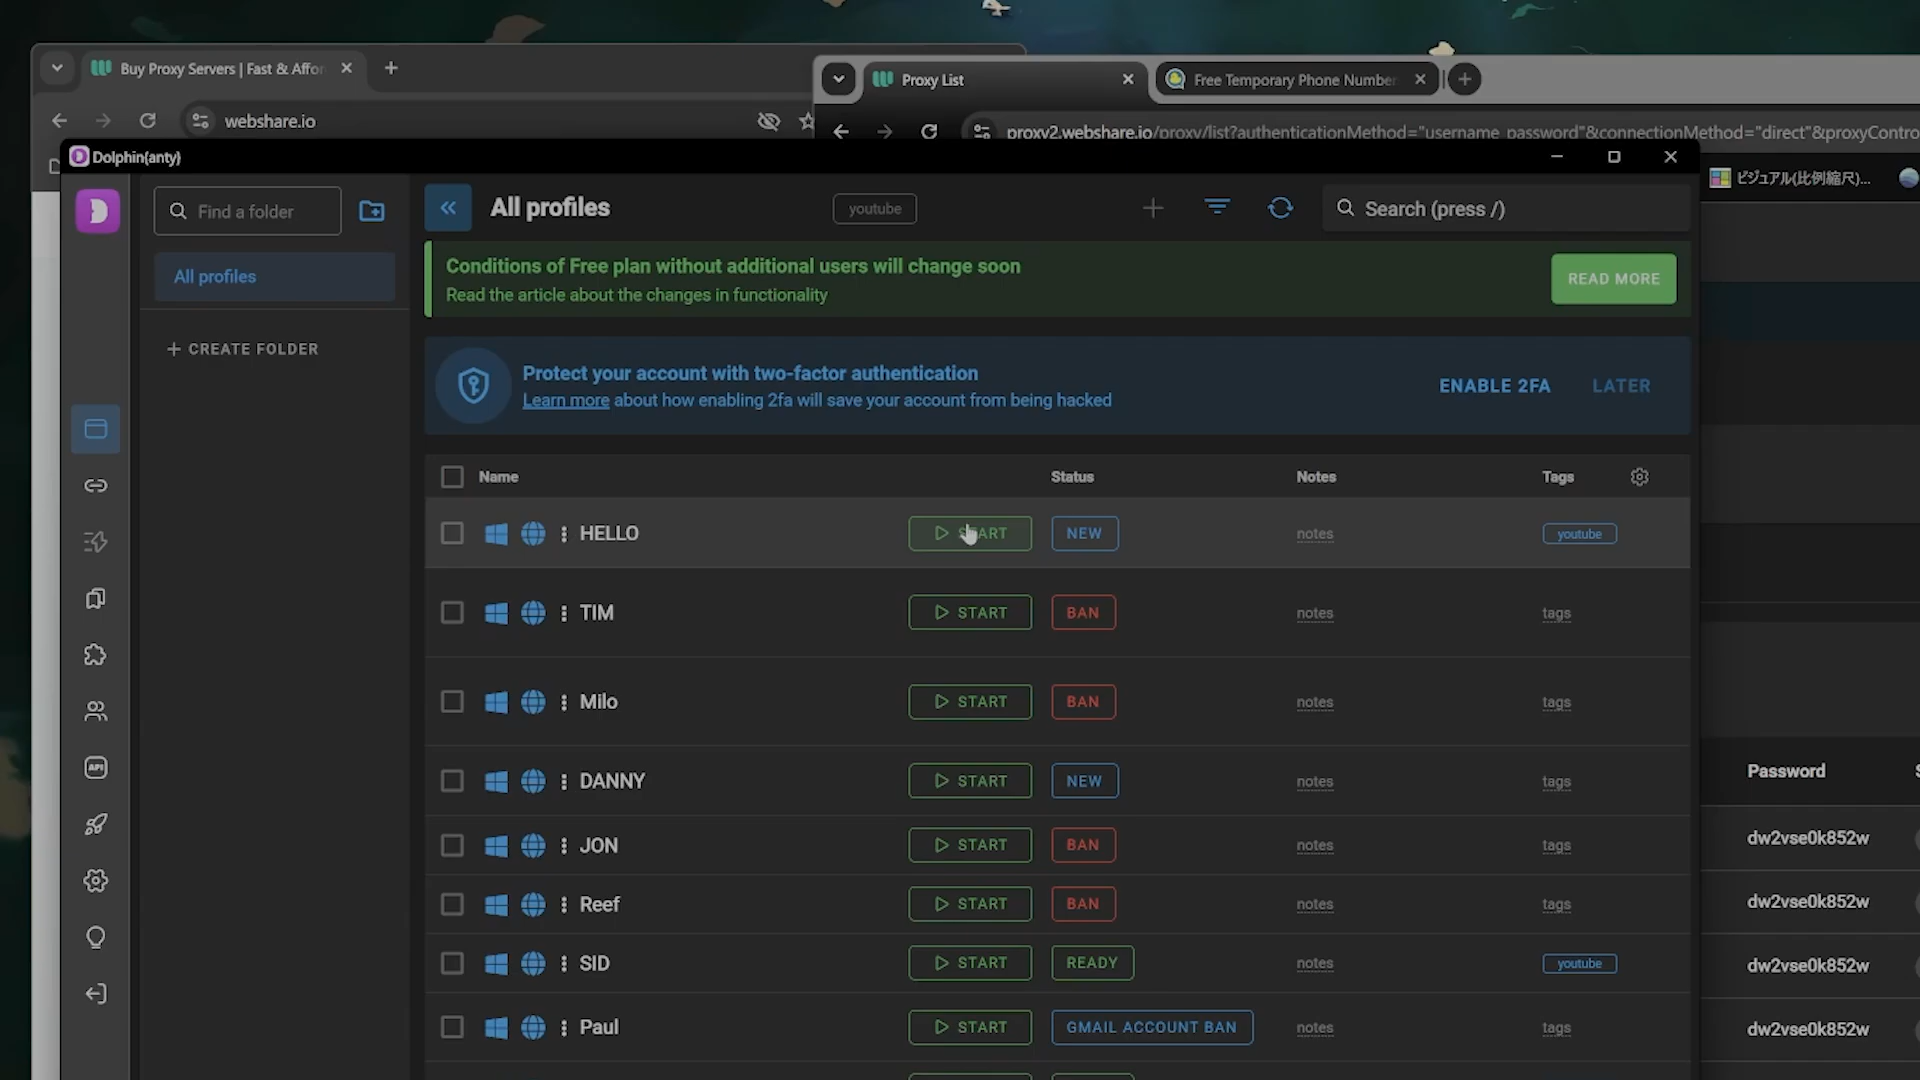 Buy Proxy Servers | Fast & Affor
webshare.io
Proxy List
Free Temporary Phone Number
proxy2.webshare.io/proxy/list?authenticationMethod="username_password"&connectionMethod="direct"&proxyContro
ビジュアル(比例縮尺)...
Dolphin{anty}
Find a folder
All profiles
+ CREATE FOLDER
All profiles
youtube
Search (press /)
Conditions of Free plan without additional users will change soon
Read the article about the changes in functionality
READ MORE
Protect your account with two-factor authentication
Learn more about how enabling 2fa will save your account from being hacked
ENABLE 2FA
LATER
Name Status Notes Tags
HELLO START NEW notes youtube
TIM START BAN notes tags
Milo START BAN notes tags
DANNY START NEW notes tags
JON START BAN notes tags
Reef START BAN notes tags
SID START READY notes youtube
Paul START GMAIL ACCOUNT BAN notes tags
API
Password
dw2vse0k852w
dw2vse0k852w
dw2vse0k852w
dw2vse0k852w